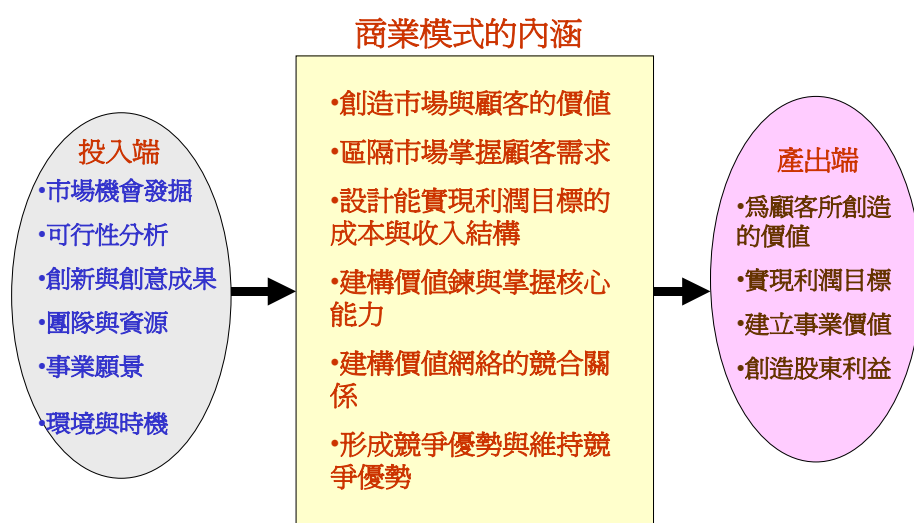 商業模式的內涵
投入端
•市場機會發掘
•可行性分析
•創新與創意成果
•團隊與資源
•事業願景
•環境與時機
•創造市場與顧客的價值
•區隔市場掌握顧客需求
•設計能實現利潤目標的
成本與收入結構
•建構價值鍊與掌握核心
能力
•建構價值網絡的競合關
係
•形成競爭優勢與維持競
爭優勢
產出端
•為顧客所創造
的價值
•實現利潤目標
•建立事業價值
•創造股東利益